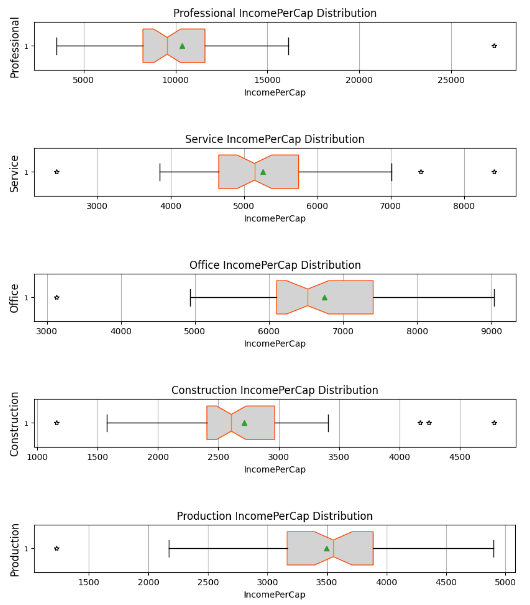 Professional IncomePerCap Distribution
Professional
1
5000 10000 15000 20000 25000
IncomePerCap
Service IncomePerCap Distribution
Service
1
3000 4000 5000 6000 7000 8000
IncomePerCap
Office IncomePerCap Distribution
Office
1
3000 4000 5000 6000 7000 8000 9000
IncomePerCap
Construction IncomePerCap Distribution
Construction
1
1000 1500 2000 2500 3000 3500 4000 4500
IncomePerCap
Production IncomePerCap Distribution
Production
1
1500 2000 2500 3000 3500 4000 4500 5000
IncomePerCap